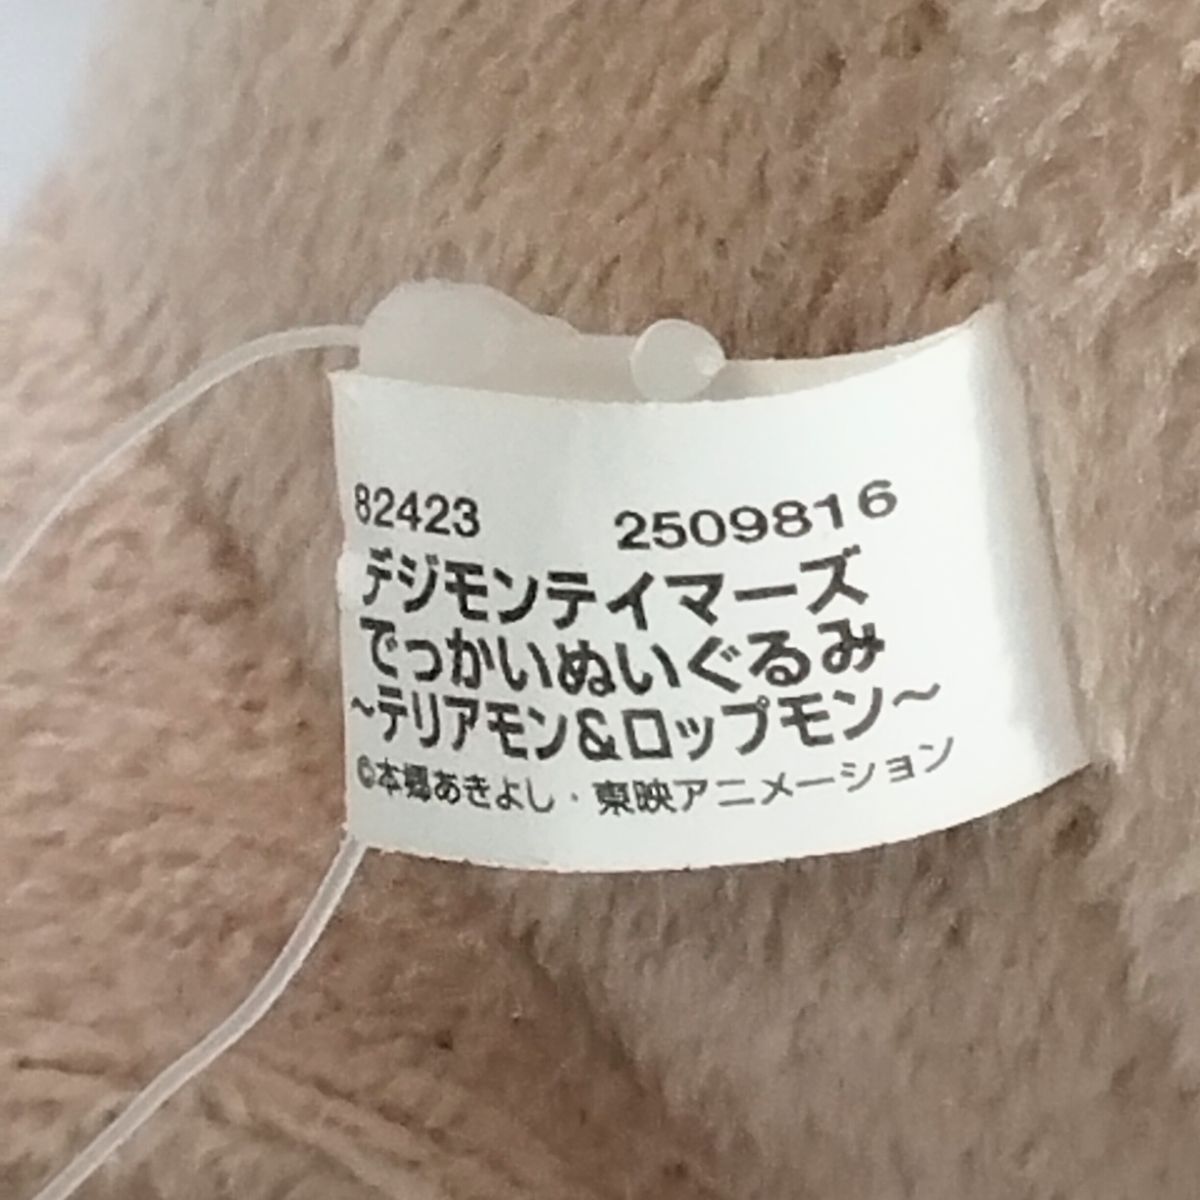 82423 2509816
デジモンテイマーズ
でっかいぬいぐるみ
~テリアモン&ロップモン~
©本郷あきよし・東映アニメーション